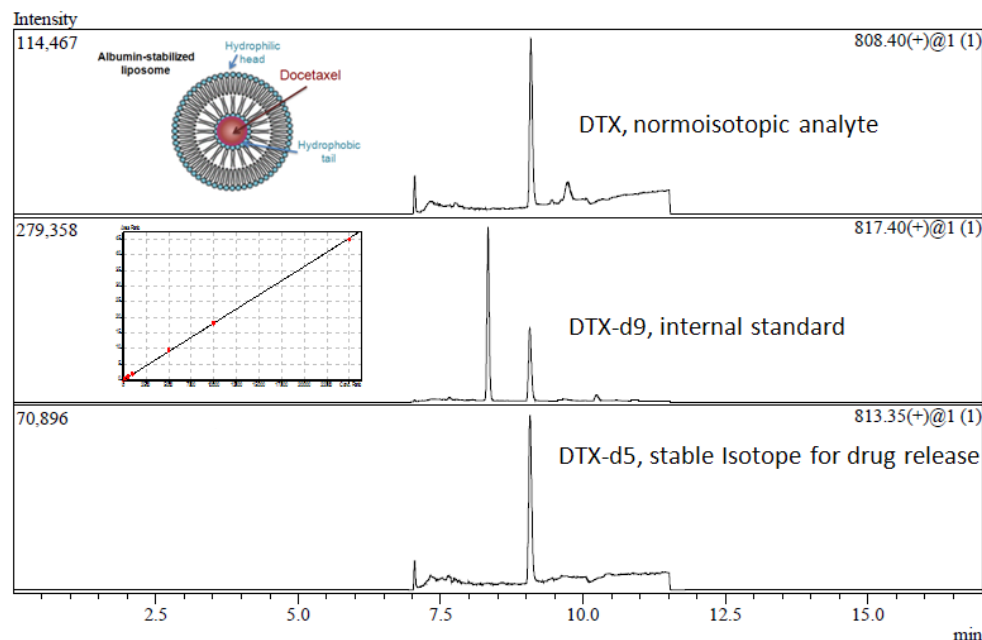 Intensity
114,467
808.40(+)@1 (1)
Albumin-stabilized
liposome
Hydrophilic
head
Docetaxel
Hydrophobic
tail
DTX, normoisotopic analyte
279,358
817.40(+)@1 (1)
DTX-d9, internal standard
70,896
813.35(+)@1 (1)
DTX-d5, stable Isotope for drug release
2.5 5.0 7.5 10.0 12.5 15.0
min